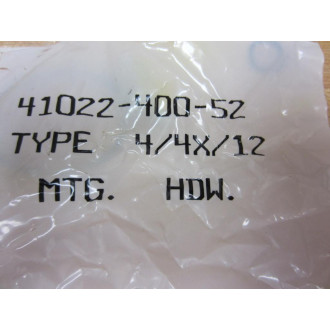 41022-400-52
TYPE 4/4X/12
MTG. HDW.